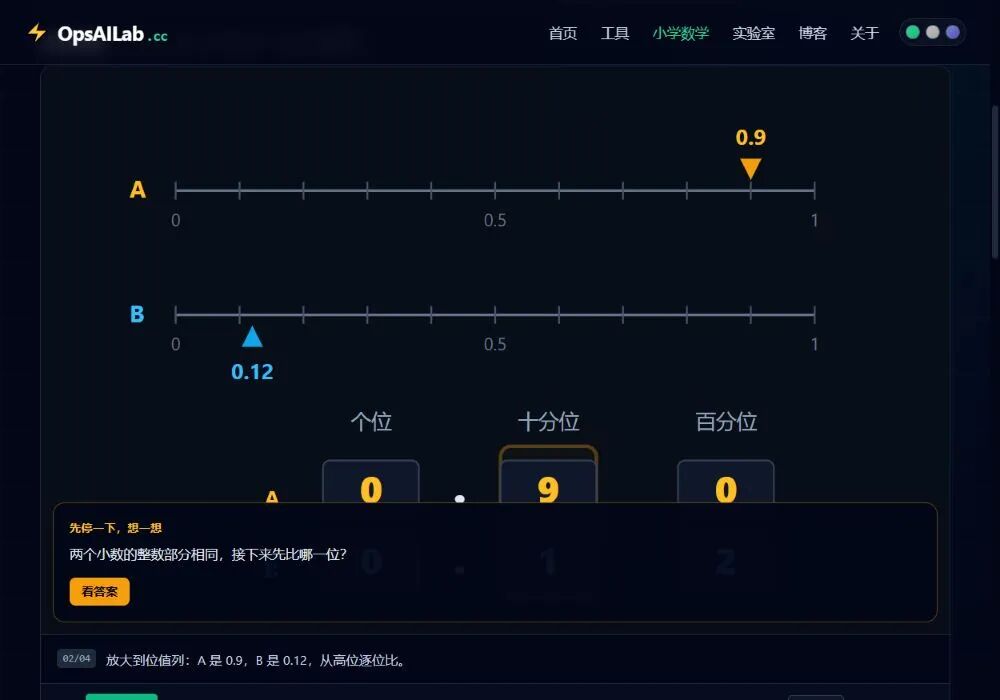 OpsAILab.cc 首页 工具 小学数学 实验室 博客 关于
0.9
A
0 0.5 1
B
0 0.5 1
0.12
个位 十分位 百分位
A 0 . 9 0
先停一下，想一想
两个小数的整数部分相同，接下来先比哪一位？
B 0 . 1 2
看答案
02/04 放大到位值列：A 是 0.9，B 是 0.12，从高位逐位比。